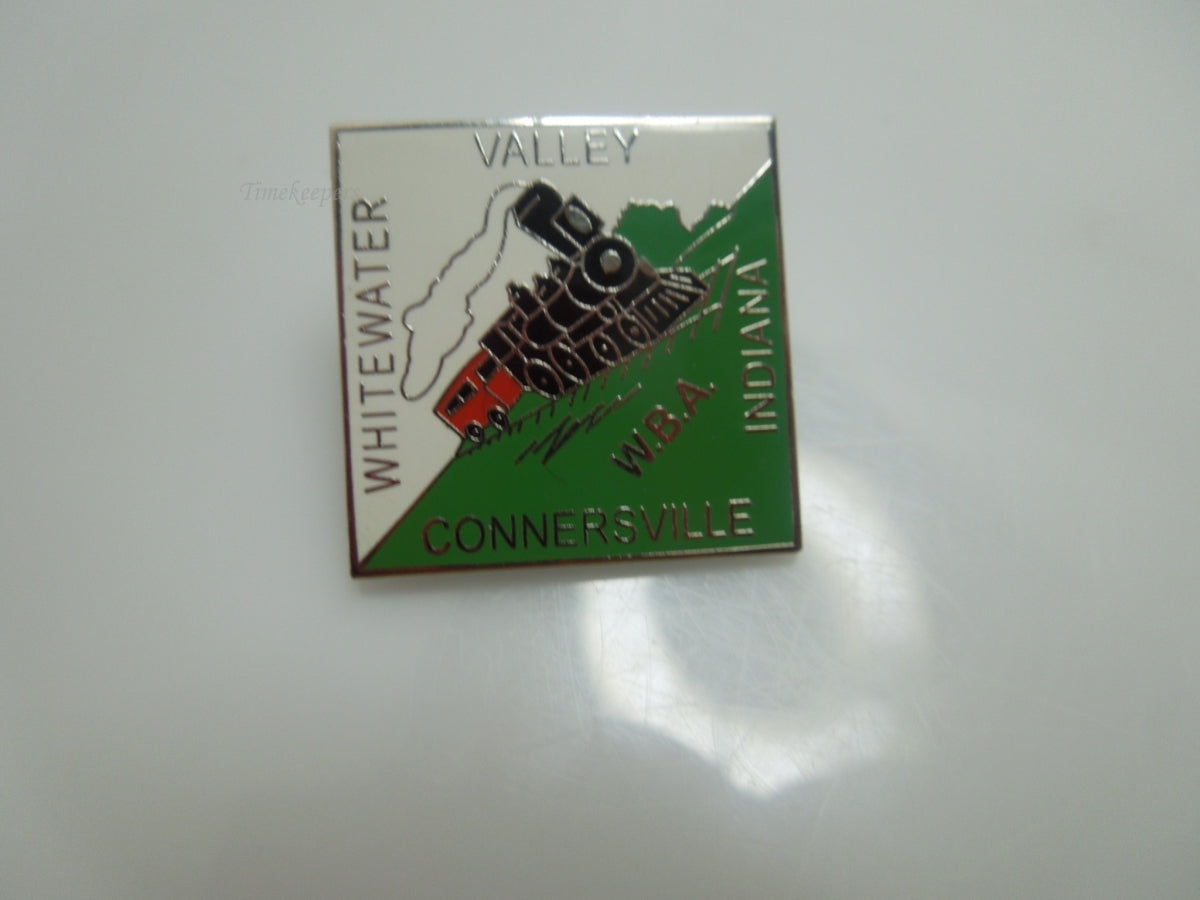 WHITEWATER
VALLEY
INDIANA
W.B.A.
CONNERSVILLE
Timekeepers